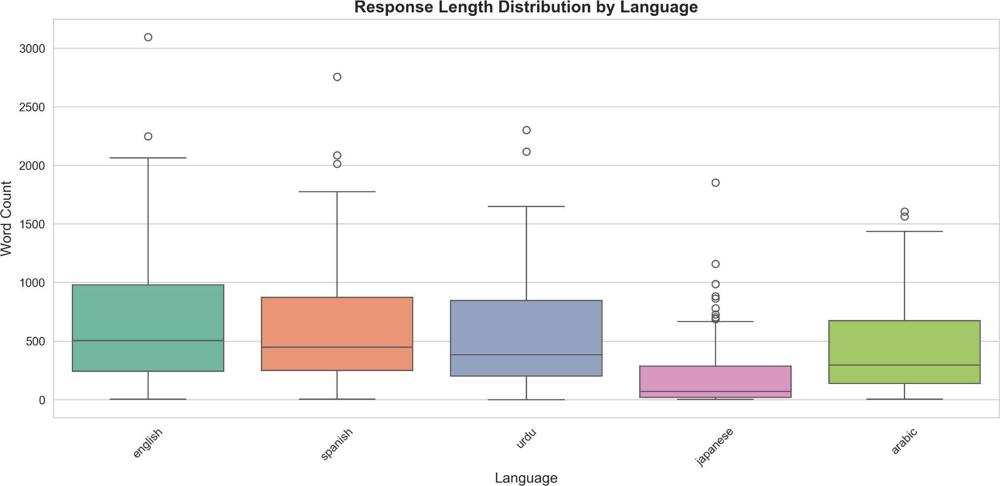 Response Length Distribution by Language
Word Count
3000
2500
2000
1500
1000
500
0
english
spanish
urdu
japanese
arabic
Language